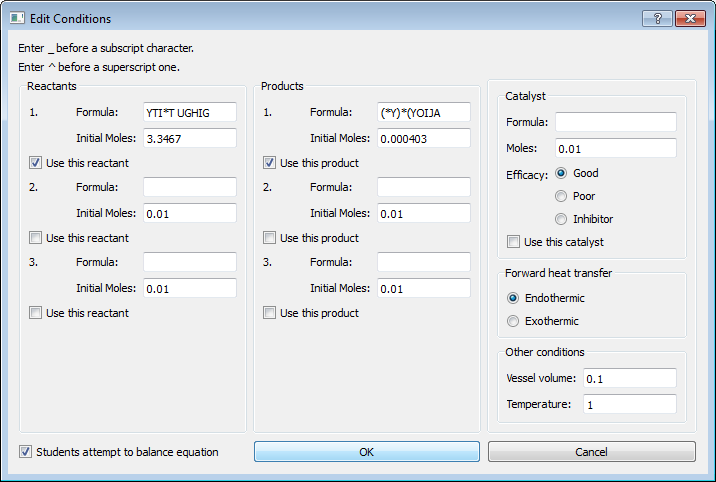 Edit Conditions
Enter _ before a subscript character.
Enter ^ before a superscript one.
Reactants
1. Formula: YTI*T UGHIG
Initial Moles: 3.3467
Use this reactant
2. Formula:
Initial Moles: 0.01
Use this reactant
3. Formula:
Initial Moles: 0.01
Use this reactant
Products
1. Formula: (*Y)*(YOIJA
Initial Moles: 0.000403
Use this product
2. Formula:
Initial Moles: 0.01
Use this product
3. Formula:
Initial Moles: 0.01
Use this product
Catalyst
Formula:
Moles: 0.01
Efficacy: Good
Poor
Inhibitor
Use this catalyst
Forward heat transfer
Endothermic
Exothermic
Other conditions
Vessel volume: 0.1
Temperature: 1
Students attempt to balance equation
OK
Cancel